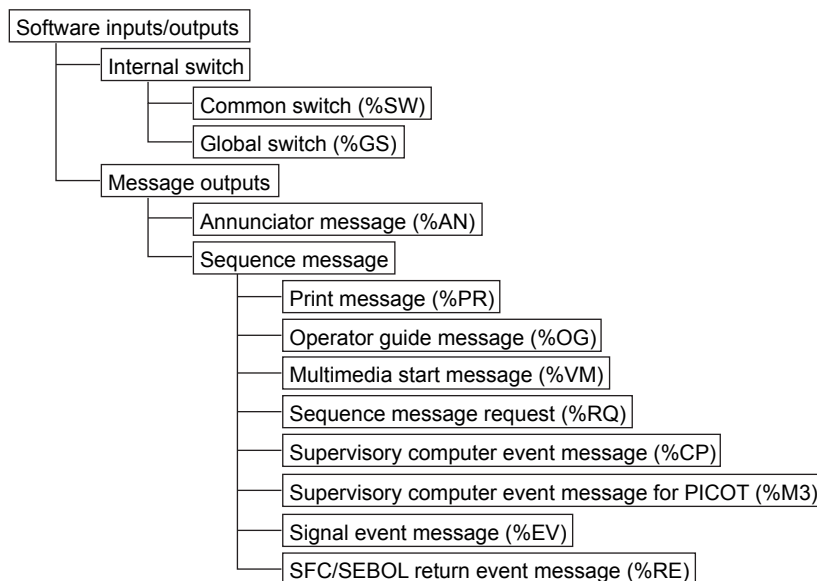 Software inputs/outputs
Internal switch
Common switch (%SW)
Global switch (%GS)
Message outputs
Annunciator message (%AN)
Sequence message
Print message (%PR)
Operator guide message (%OG)
Multimedia start message (%VM)
Sequence message request (%RQ)
Supervisory computer event message (%CP)
Supervisory computer event message for PICOT (%M3)
Signal event message (%EV)
SFC/SEBOL return event message (%RE)